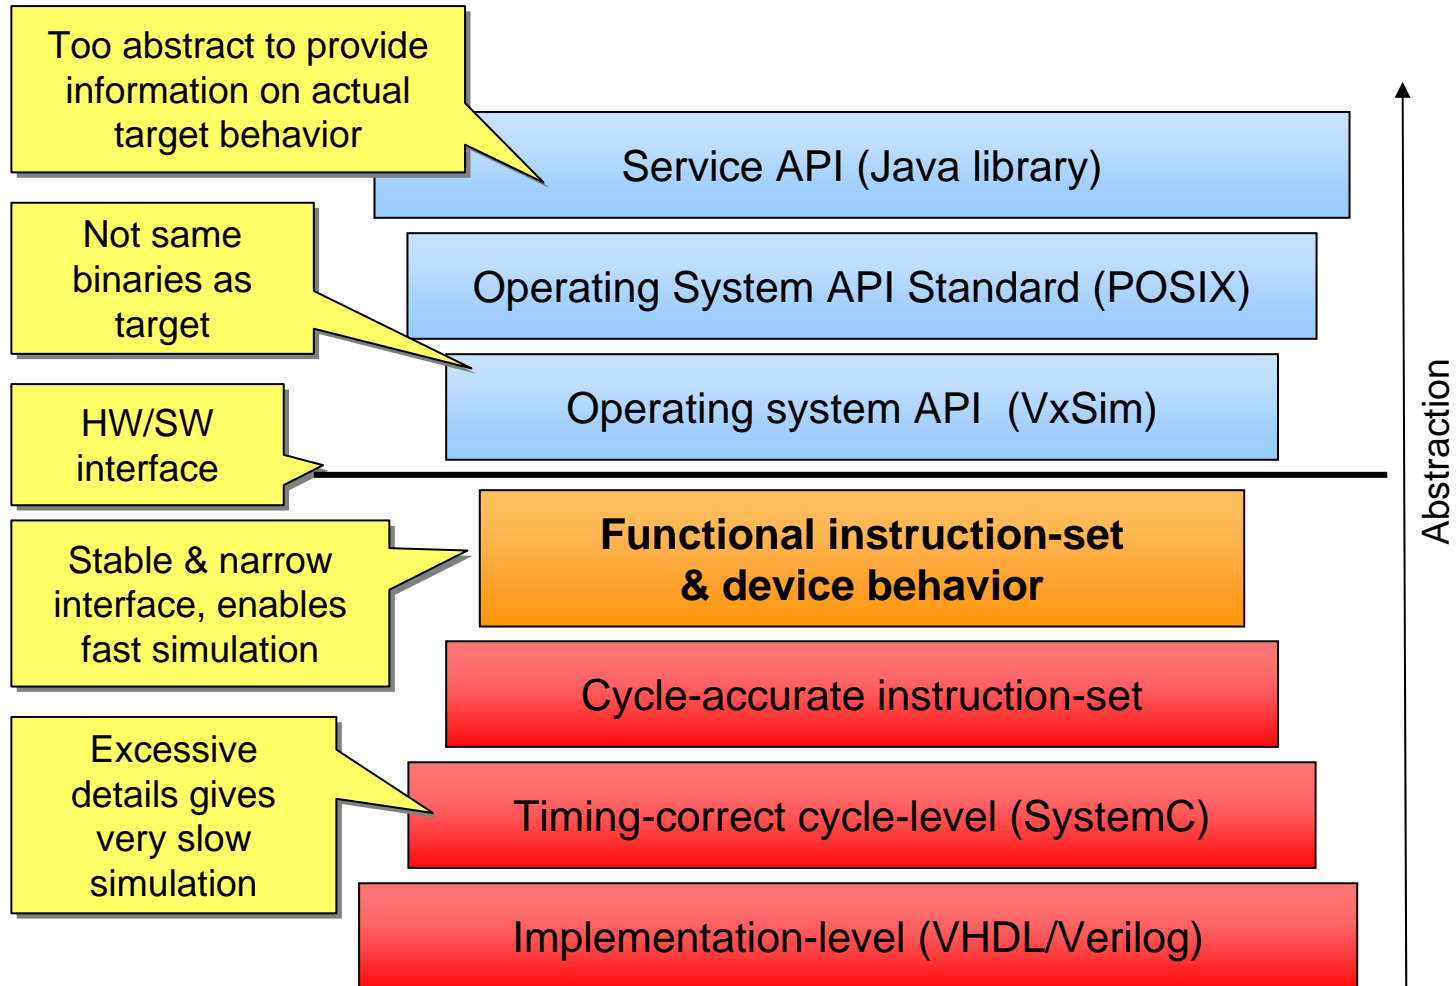 Too abstract to provide
information on actual
target behavior
Service API (Java library)
Not same
binaries as
target
Operating System API Standard (POSIX)
Operating system API  (VxSim)
HW/SW
interface
Functional instruction-set
& device behavior
Stable & narrow
interface, enables
fast simulation
Cycle-accurate instruction-set
Excessive
details gives
very slow
simulation
Timing-correct cycle-level (SystemC)
Implementation-level (VHDL/Verilog)
Abstraction